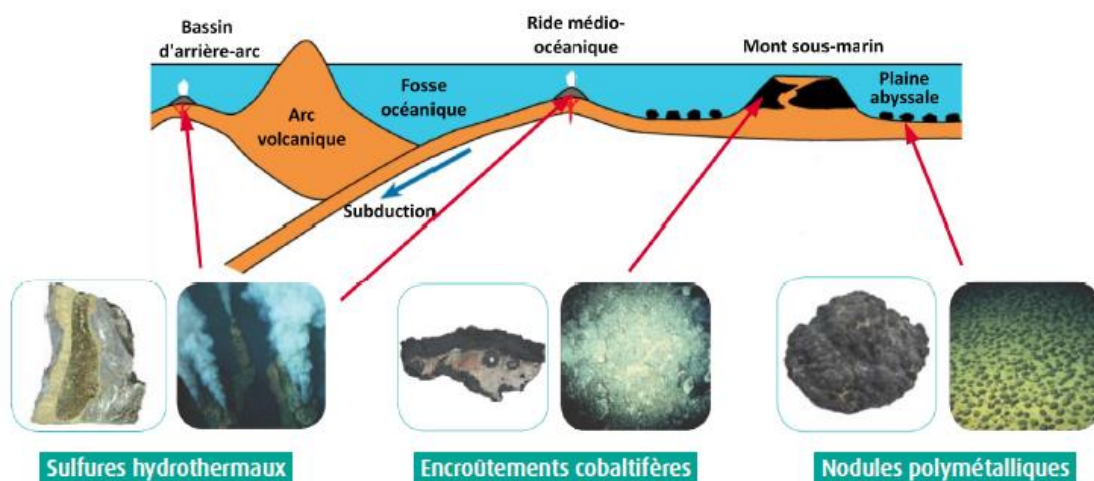 Bassin
d'arrière-arc
Ride médio-
océanique
Mont sous-marin
Fosse
océanique
Plaine
abyssale
Arc
volcanique
Subduction
Sulfures hydrothermaux
Encroûtements cobaltifères
Nodules polymétalliques